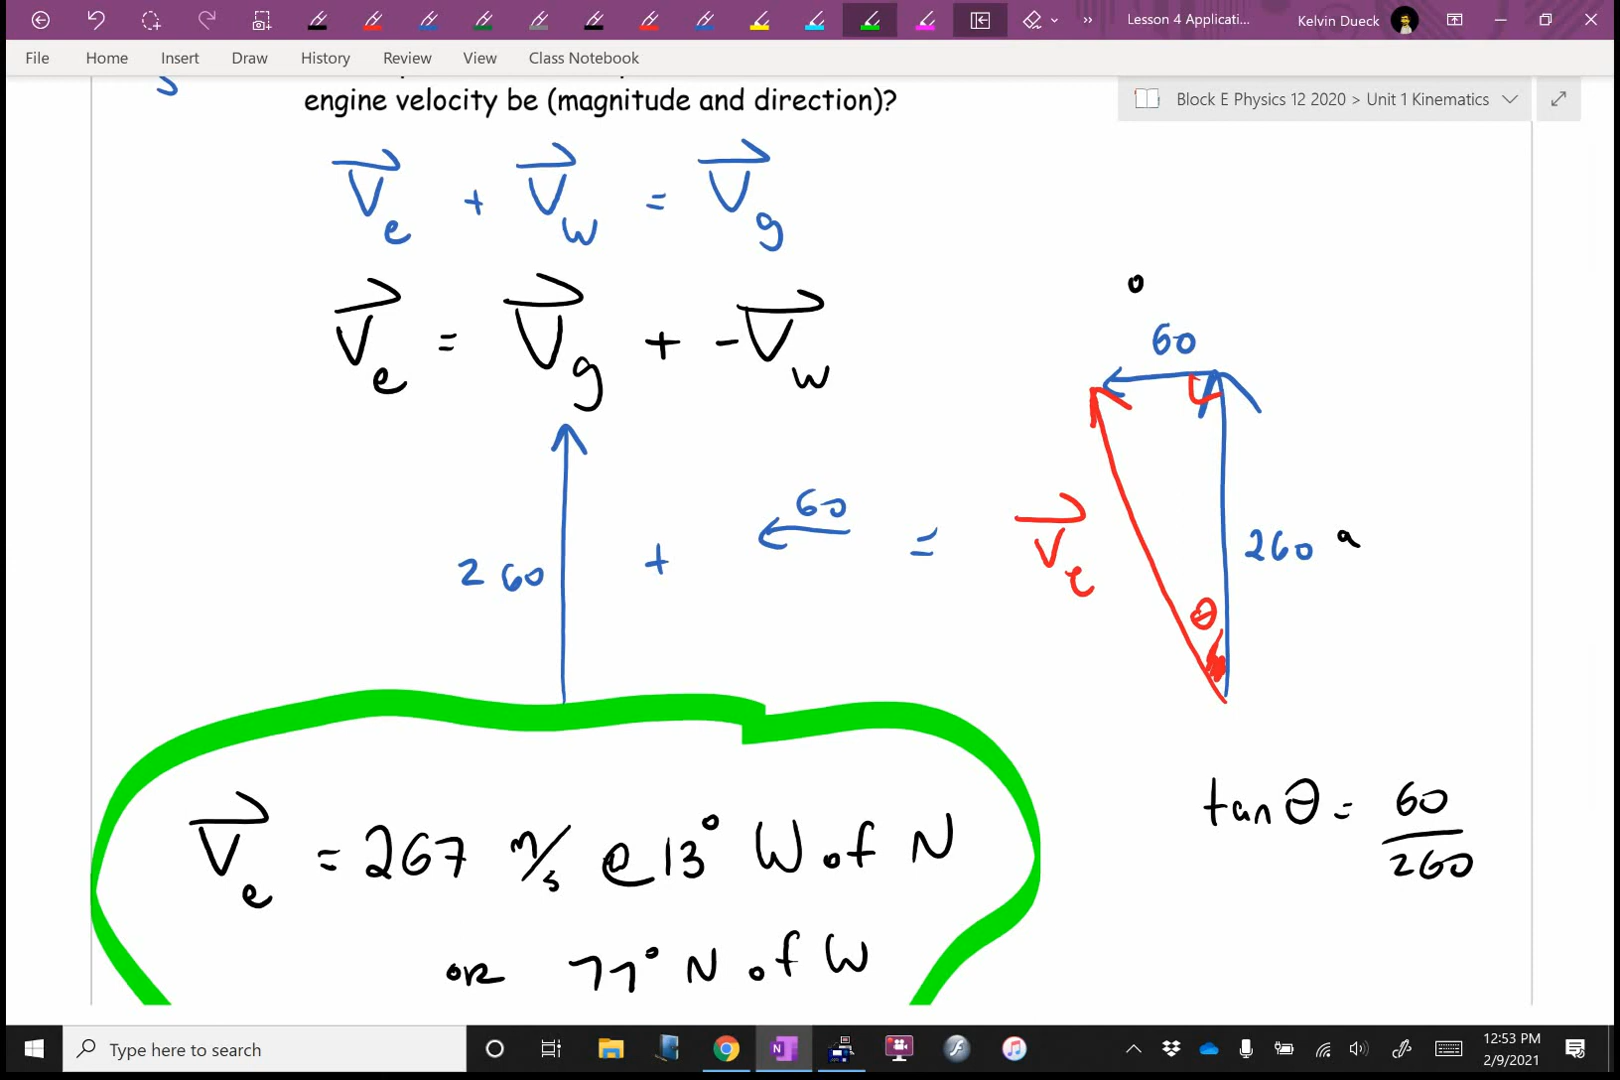 Lesson 4 Applicati...
Kelvin Dueck
File Home Insert Draw History Review View Class Notebook
Block E Physics 12 2020 > Unit 1 Kinematics
engine velocity be (magnitude and direction)?
Ve + Vw = Vg
Ve = Vg + -Vw
o
60
260 + 60 = Ve
260 a
θ
tan θ = 60/260
Ve = 267 m/s @ 13° W of N
or 77° N of W
Type here to search
N
12:53 PM
2/9/2021